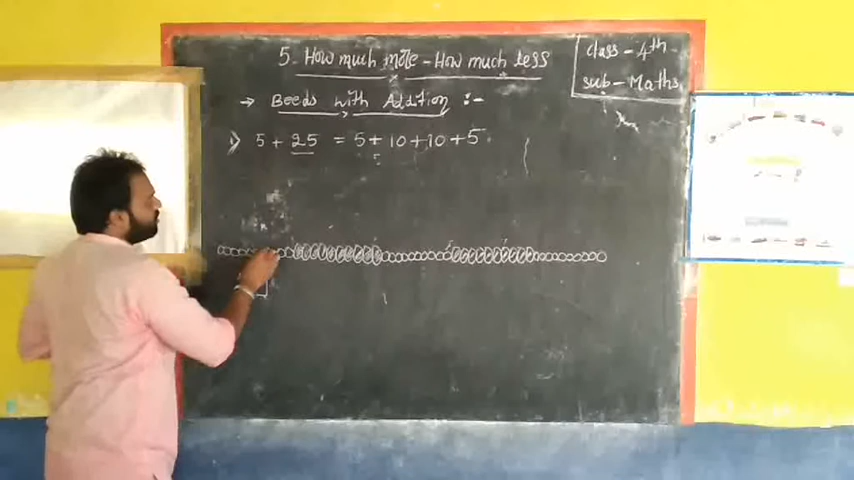 5. How much more - How much less
class - 4th
sub - Maths
→ Beeds with Addition :-
5 + 25 = 5 + 10 + 10 + 5